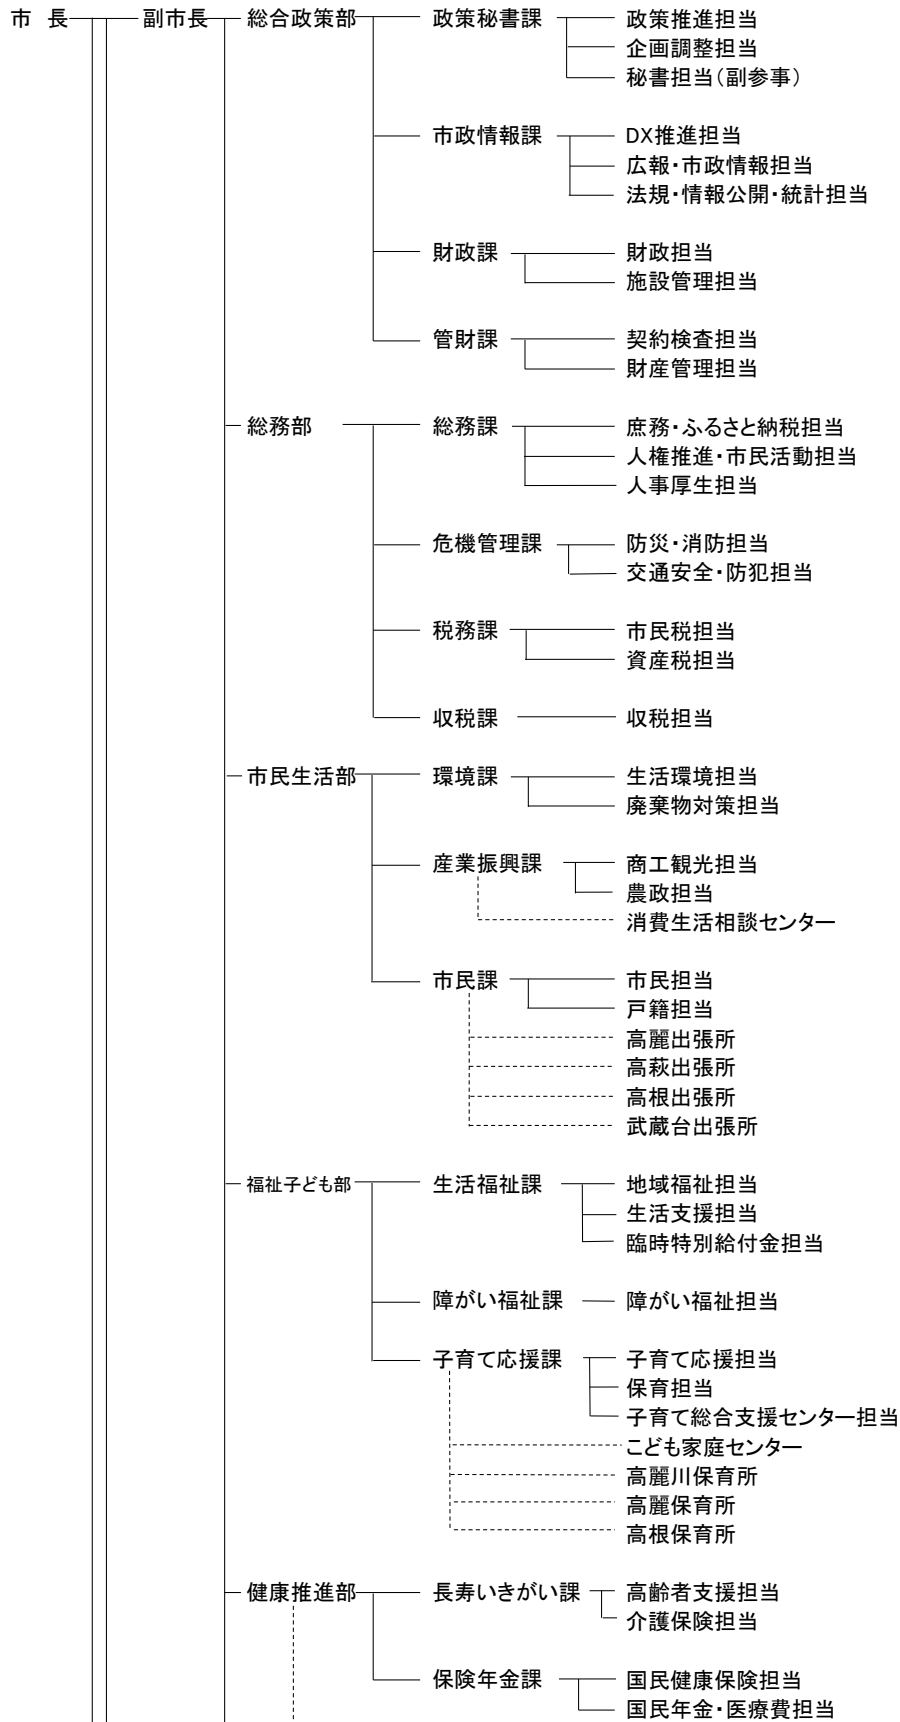 市 長 副市長 総合政策部 政策秘書課 政策推進担当
企画調整担当
秘書担当(副参事)
市政情報課 DX推進担当
広報・市政情報担当
法規・情報公開・統計担当
財政課 財政担当
施設管理担当
管財課 契約検査担当
財産管理担当
総務部 総務課 庶務・ふるさと納税担当
人権推進・市民活動担当
人事厚生担当
危機管理課 防災・消防担当
交通安全・防犯担当
税務課 市民税担当
資産税担当
収税課 収税担当
市民生活部 環境課 生活環境担当
廃棄物対策担当
産業振興課 商工観光担当
農政担当
消費生活相談センター
市民課 市民担当
戸籍担当
高麗出張所
高萩出張所
高根出張所
武蔵台出張所
福祉子ども部 生活福祉課 地域福祉担当
生活支援担当
臨時特別給付金担当
障がい福祉課 障がい福祉担当
子育て応援課 子育て応援担当
保育担当
子育て総合支援センター担当
こども家庭センター
高麗川保育所
高麗保育所
高根保育所
健康推進部 長寿いきがい課 高齢者支援担当
介護保険担当
保険年金課 国民健康保険担当
国民年金・医療費担当